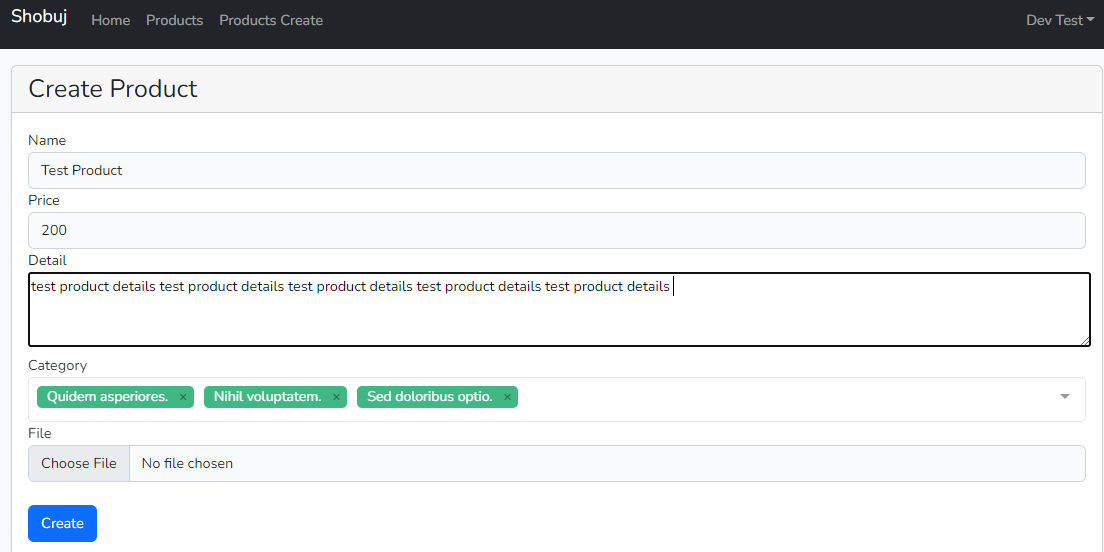 Shobuj Home Products Products Create Dev Test
Create Product
Name
Test Product
Price
200
Detail
test product details test product details test product details test product details test product details
Category
Quidem asperiores. × Nihil voluptatem. × Sed doloribus optio. ×
File
Choose File No file chosen
Create